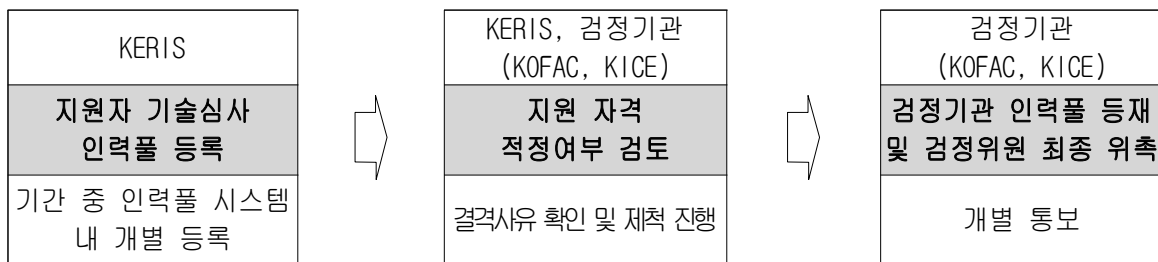 KERIS
지원자 기술심사
인력풀 등록
기간 중 인력풀 시스템
내 개별 등록
KERIS, 검정기관
(KOFAC, KICE)
지원 자격
적정여부 검토
결격사유 확인 및 제척 진행
검정기관
(KOFAC, KICE)
검정기관 인력풀 등재
및 검정위원 최종 위촉
개별 통보